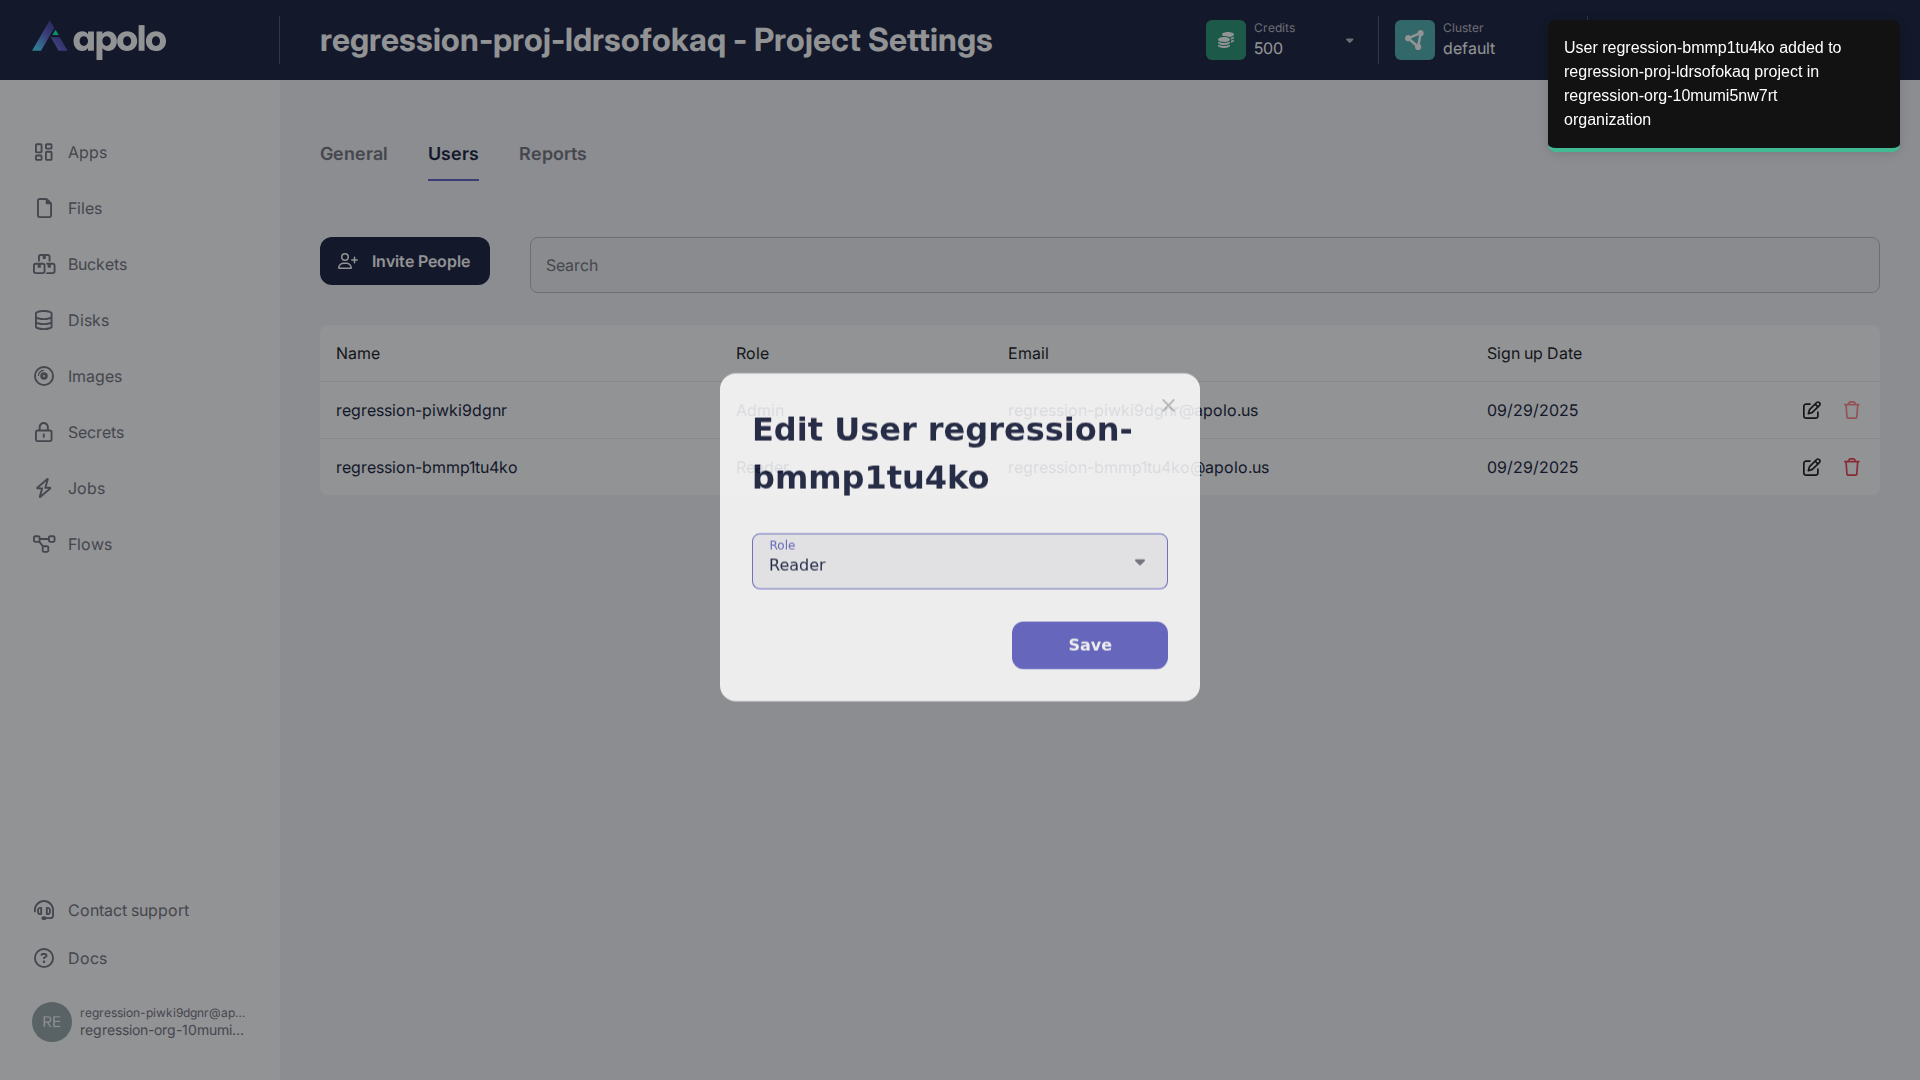 apolo
regression-proj-ldrsofokaq - Project Settings
Credits
500
Cluster
default
User regression-bmmp1tu4ko added to
regression-proj-ldrsofokaq project in
regression-org-10mumi5nw7rt
organization
Apps
Files
Buckets
Disks
Images
Secrets
Jobs
Flows
Contact support
Docs
RE
regression-piwki9dgnr@ap...
regression-org-10mumi...
General
Users
Reports
Invite People
Search
Name
Role
Email
Sign up Date
regression-piwki9dgnr
Admin
regression-piwki9dgnr@apolo.us
09/29/2025
regression-bmmp1tu4ko
Reader
regression-bmmp1tu4ko@apolo.us
09/29/2025
Edit User regression-
bmmp1tu4ko
Role
Reader
Save